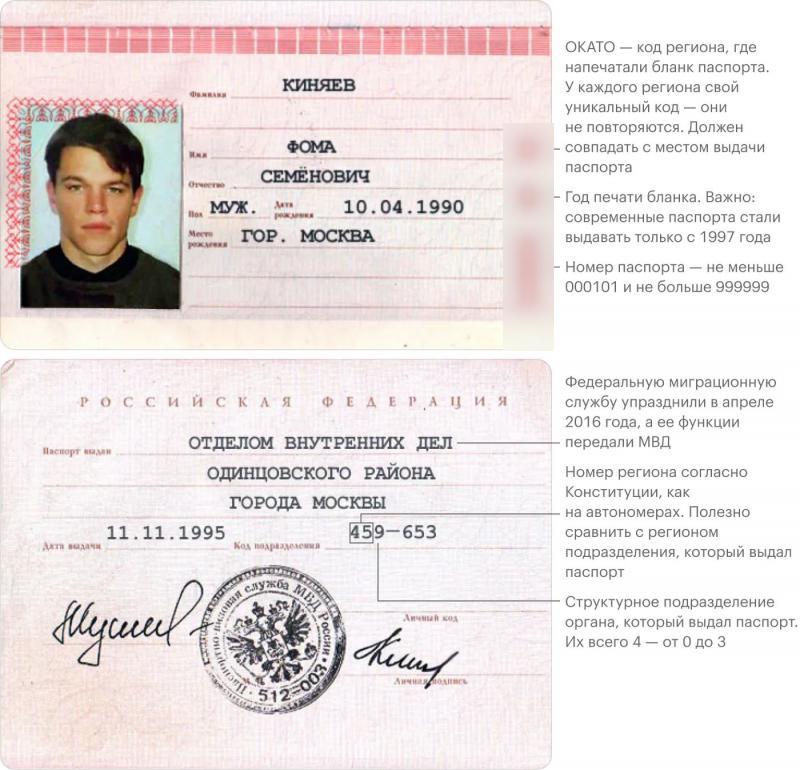 Фамилия КИНЯЕВ
Имя ФОМА
Отчество СЕМЁНОВИЧ
Пол МУЖ. Дата рождения 10.04.1990
Место рождения ГОР. МОСКВА
ОКАТО — код региона, где
напечатали бланк паспорта.
У каждого региона свой
уникальный код — они
не повторяются. Должен
совпадать с местом выдачи
паспорта
Год печати бланка. Важно:
современные паспорта стали
выдавать только с 1997 года
Номер паспорта — не меньше
000101 и не больше 999999
РОССИЙСКАЯ ФЕДЕРАЦИЯ
Паспорт выдан ОТДЕЛОМ ВНУТРЕННИХ ДЕЛ
ОДИНЦОВСКОГО РАЙОНА
ГОРОДА МОСКВЫ
Дата выдачи 11.11.1995 Код подразделения 459-653
Личный код
Личная подпись
Паспортно-визовая служба МВД России
512-003
Федеральную миграционную
службу упразднили в апреле
2016 года, а ее функции
передали МВД
Номер региона согласно
Конституции, как
на автономерах. Полезно
сравнить с регионом
подразделения, который выдал
паспорт
Структурное подразделение
органа, который выдал паспорт.
Их всего 4 — от 0 до 3